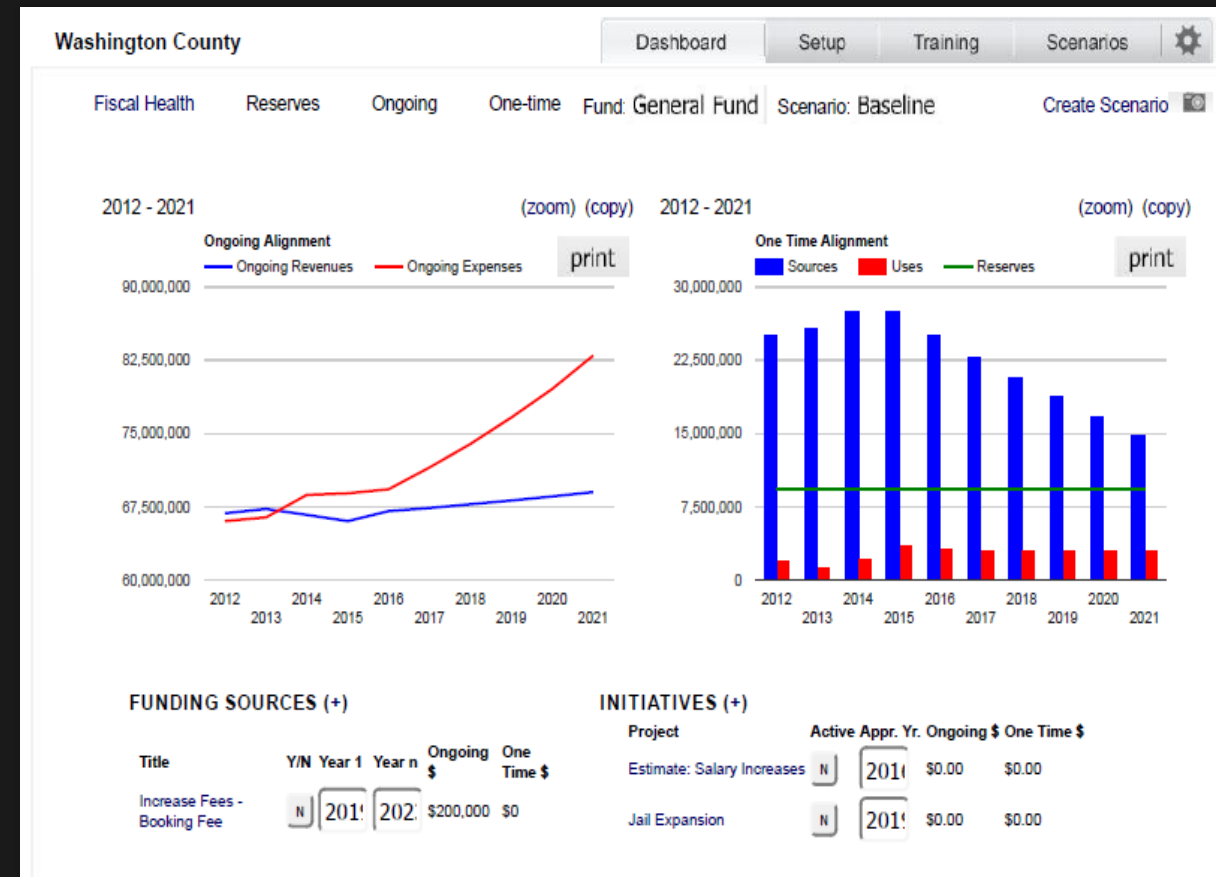 Washington County Dashboard Setup Training Scenarios
Fiscal Health Reserves Ongoing One-time Fund: General Fund Scenario: Baseline Create Scenario
2012 - 2021 (zoom) (copy)
Ongoing Alignment
Ongoing Revenues Ongoing Expenses print
90,000,000
82,500,000
75,000,000
67,500,000
60,000,000
2012 2014 2016 2018 2020
2013 2015 2017 2019 2021
2012 - 2021 (zoom) (copy)
One Time Alignment
Sources Uses Reserves print
30,000,000
22,500,000
15,000,000
7,500,000
0
2012 2014 2016 2018 2020
2013 2015 2017 2019 2021
FUNDING SOURCES (+)
Title Y/N Year 1 Year n Ongoing $ One Time $
Increase Fees -
Booking Fee N $200,000 $0
INITIATIVES (+)
Project Active Appr. Yr. Ongoing $ One Time $
Estimate: Salary Increases N $0.00 $0.00
Jail Expansion N $0.00 $0.00